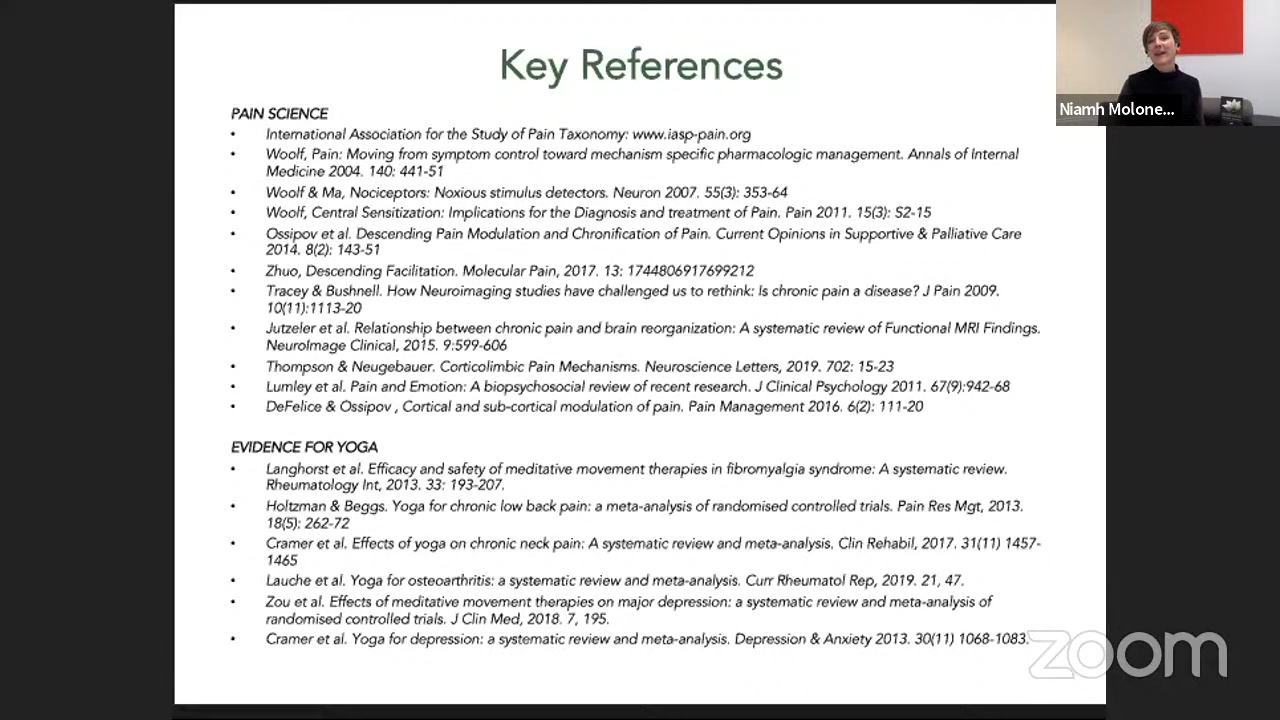 Key References
Niamh Molone...
PAIN SCIENCE
• International Association for the Study of Pain Taxonomy: www.iasp-pain.org
• Woolf, Pain: Moving from symptom control toward mechanism specific pharmacologic management. Annals of Internal
Medicine 2004. 140: 441-51
• Woolf & Ma, Nociceptors: Noxious stimulus detectors. Neuron 2007. 55(3): 353-64
• Woolf, Central Sensitization: Implications for the Diagnosis and treatment of Pain. Pain 2011. 15(3): S2-15
• Ossipov et al. Descending Pain Modulation and Chronification of Pain. Current Opinions in Supportive & Palliative Care
2014. 8(2): 143-51
• Zhuo, Descending Facilitation. Molecular Pain, 2017. 13: 1744806917699212
• Tracey & Bushnell. How Neuroimaging studies have challenged us to rethink: Is chronic pain a disease? J Pain 2009.
10(11):1113-20
• Jutzeler et al. Relationship between chronic pain and brain reorganization: A systematic review of Functional MRI Findings.
NeuroImage Clinical, 2015. 9:599-606
• Thompson & Neugebauer. Corticolimbic Pain Mechanisms. Neuroscience Letters, 2019. 702: 15-23
• Lumley et al. Pain and Emotion: A biopsychosocial review of recent research. J Clinical Psychology 2011. 67(9):942-68
• DeFelice & Ossipov , Cortical and sub-cortical modulation of pain. Pain Management 2016. 6(2): 111-20
EVIDENCE FOR YOGA
• Langhorst et al. Efficacy and safety of meditative movement therapies in fibromyalgia syndrome: A systematic review.
Rheumatology Int, 2013. 33: 193-207.
• Holtzman & Beggs. Yoga for chronic low back pain: a meta-analysis of randomised controlled trials. Pain Res Mgt, 2013.
18(5): 262-72
• Cramer et al. Effects of yoga on chronic neck pain: A systematic review and meta-analysis. Clin Rehabil, 2017. 31(11) 1457-
1465
• Lauche et al. Yoga for osteoarthritis: a systematic review and meta-analysis. Curr Rheumatol Rep, 2019. 21, 47.
• Zou et al. Effects of meditative movement therapies on major depression: a systematic review and meta-analysis of
randomised controlled trials. J Clin Med, 2018. 7, 195.
• Cramer et al. Yoga for depression: a systematic review and meta-analysis. Depression & Anxiety 2013. 30(11) 1068-1083.
zoom